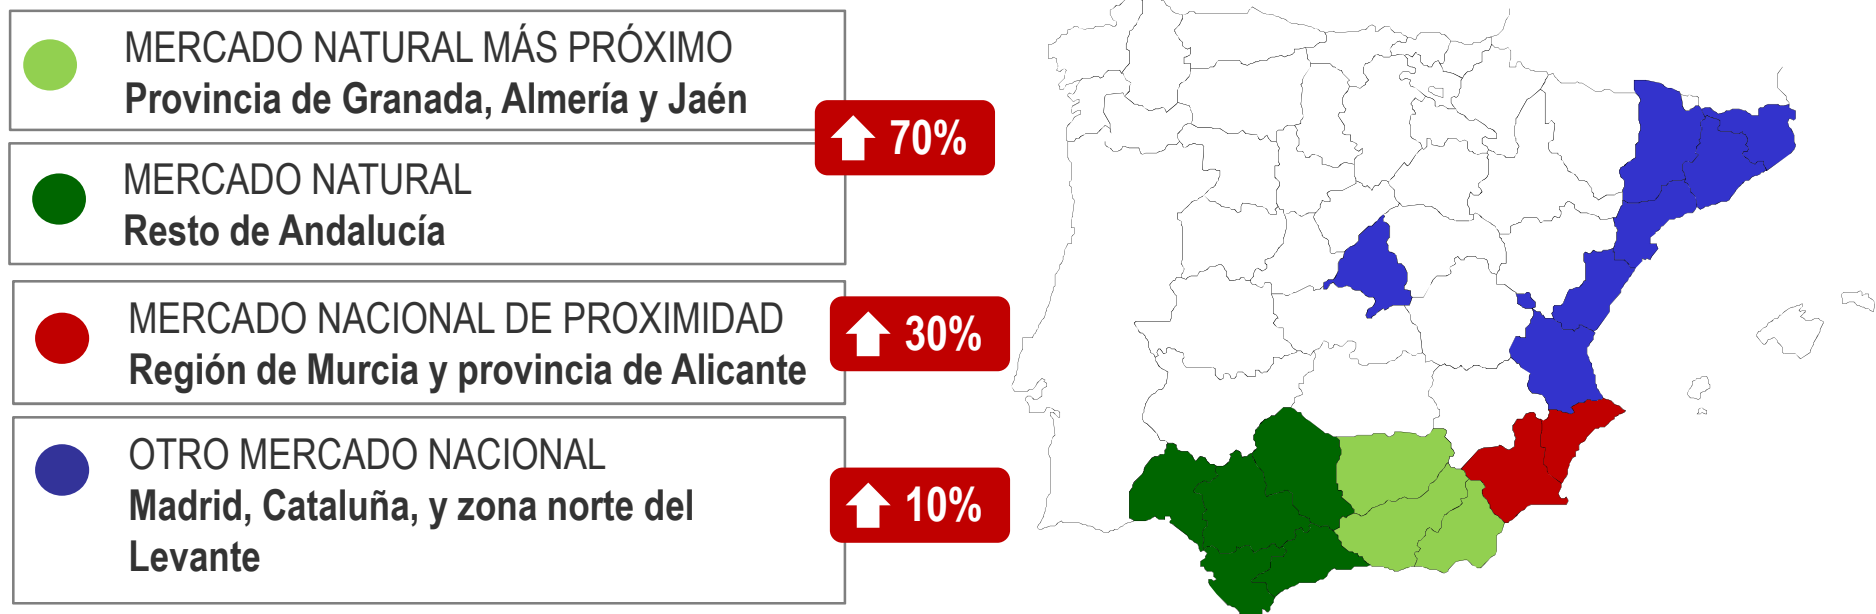 MERCADO NATURAL MÁS PRÓXIMO
Provincia de Granada, Almería y Jaén
70%
MERCADO NATURAL
Resto de Andalucía
MERCADO NACIONAL DE PROXIMIDAD
Región de Murcia y provincia de Alicante
30%
OTRO MERCADO NACIONAL
Madrid, Cataluña, y zona norte del
Levante
10%